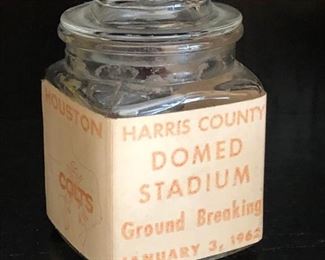 HOUSTON
COLTS
HARRIS COUNTY
DOMED
STADIUM
Ground Breaking
JANUARY 3, 1962